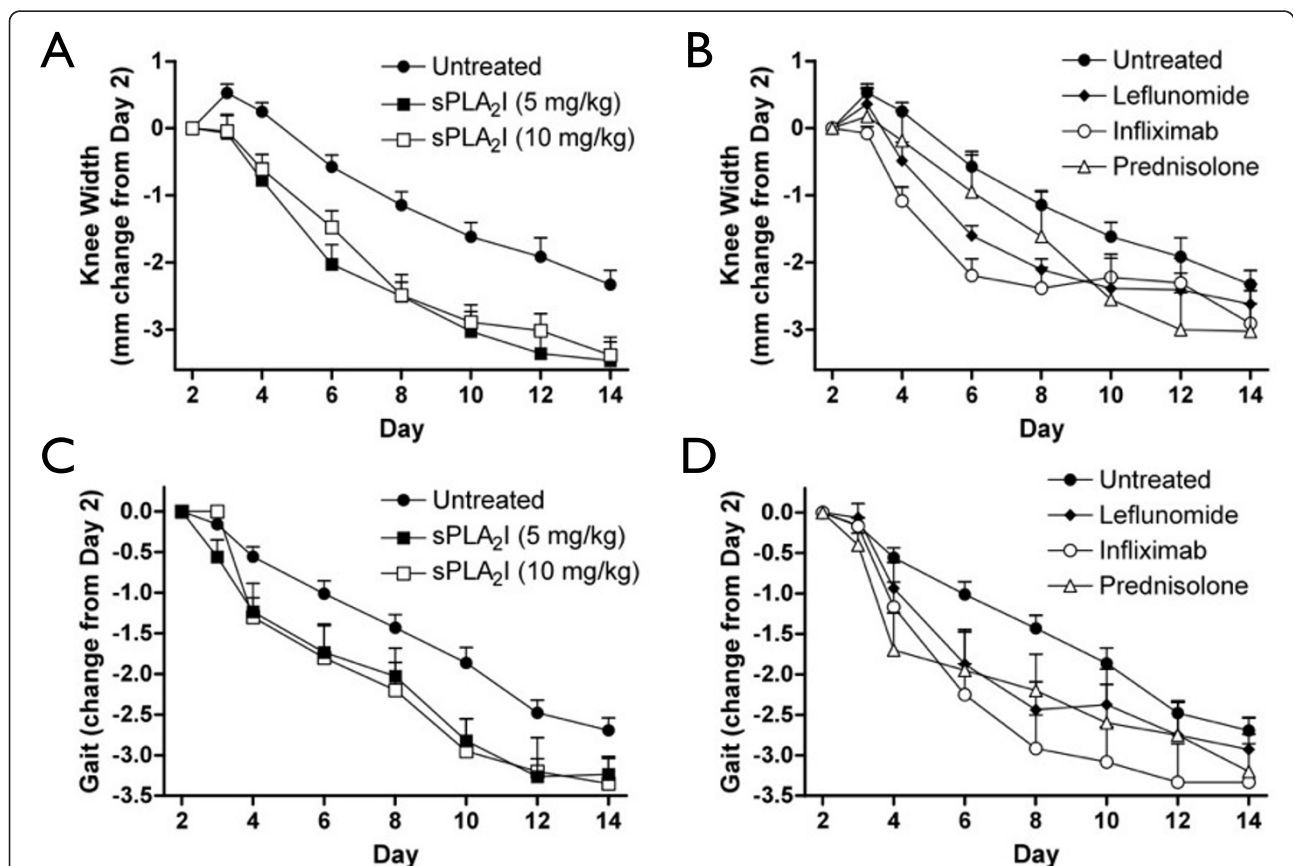 A
Knee Width
(mm change from Day 2)
1
0
-1
-2
-3
Untreated
sPLA₂I (5 mg/kg)
sPLA₂I (10 mg/kg)
2 4 6 8 10 12 14
Day
B
Knee Width
(mm change from Day 2)
1
0
-1
-2
-3
Untreated
Leflunomide
Infliximab
Prednisolone
2 4 6 8 10 12 14
Day
C
Gait (change from Day 2)
0.0
-0.5
-1.0
-1.5
-2.0
-2.5
-3.0
-3.5
Untreated
sPLA₂I (5 mg/kg)
sPLA₂I (10 mg/kg)
2 4 6 8 10 12 14
Day
D
Gait (change from Day 2)
0.0
-0.5
-1.0
-1.5
-2.0
-2.5
-3.0
-3.5
Untreated
Leflunomide
Infliximab
Prednisolone
2 4 6 8 10 12 14
Day